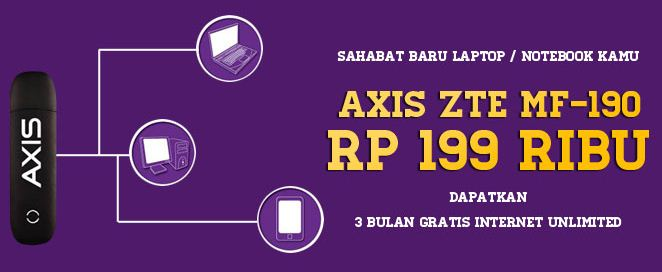 AXIS
SAHABAT BARU LAPTOP / NOTEBOOK KAMU
AXIS ZTE MF-190
RP 199 RIBU
DAPATKAN
3 BULAN GRATIS INTERNET UNLIMITED